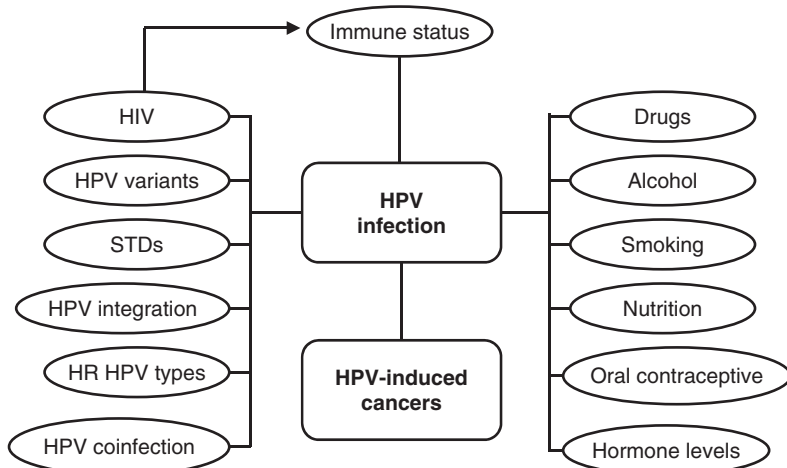 Immune status
HIV
HPV variants
STDs
HPV integration
HR HPV types
HPV coinfection
HPV
infection
HPV-induced
cancers
Drugs
Alcohol
Smoking
Nutrition
Oral contraceptive
Hormone levels